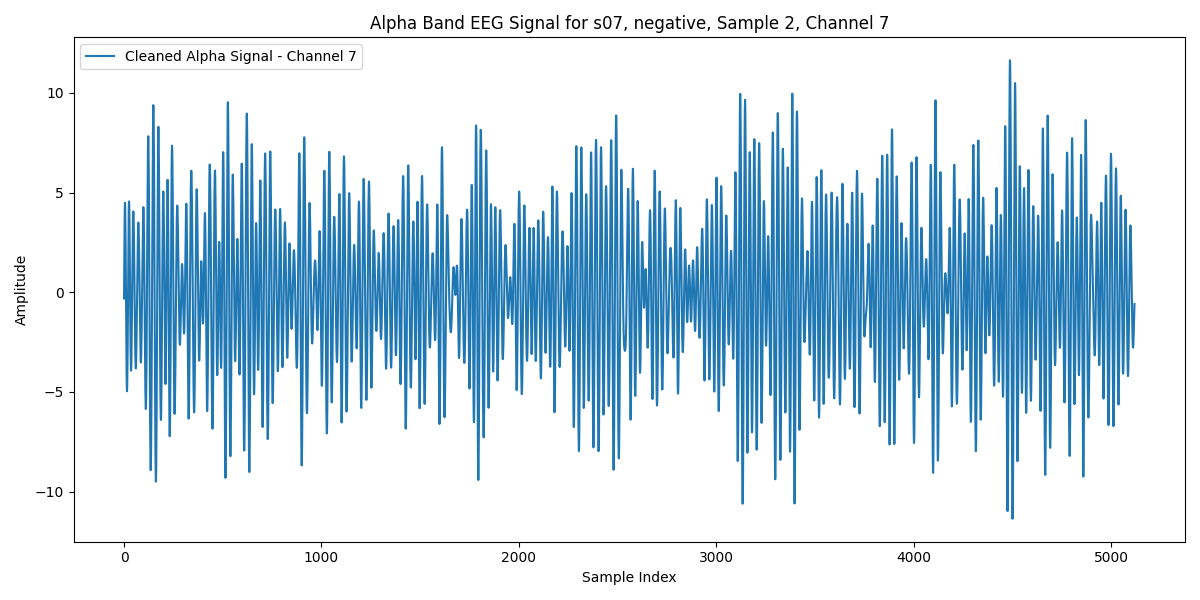 Alpha Band EEG Signal for s07, negative, Sample 2, Channel 7
Cleaned Alpha Signal - Channel 7
Amplitude
10
5
0
−5
−10
0 1000 2000 3000 4000 5000
Sample Index